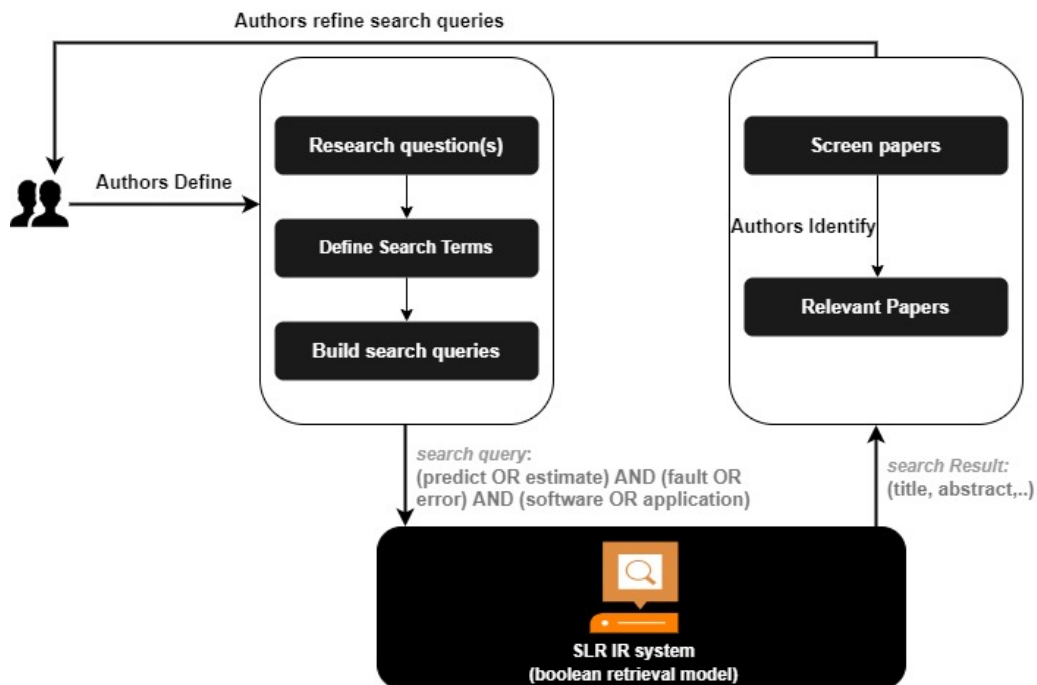 Authors refine search queries
Research question(s)
Screen papers
Authors Define
Authors Identify
Define Search Terms
Relevant Papers
Build search queries
search query:
(predict OR estimate) AND (fault OR
error) AND (software OR application)
search Result:
(title, abstract,..)
SLR IR system
(boolean retrieval model)